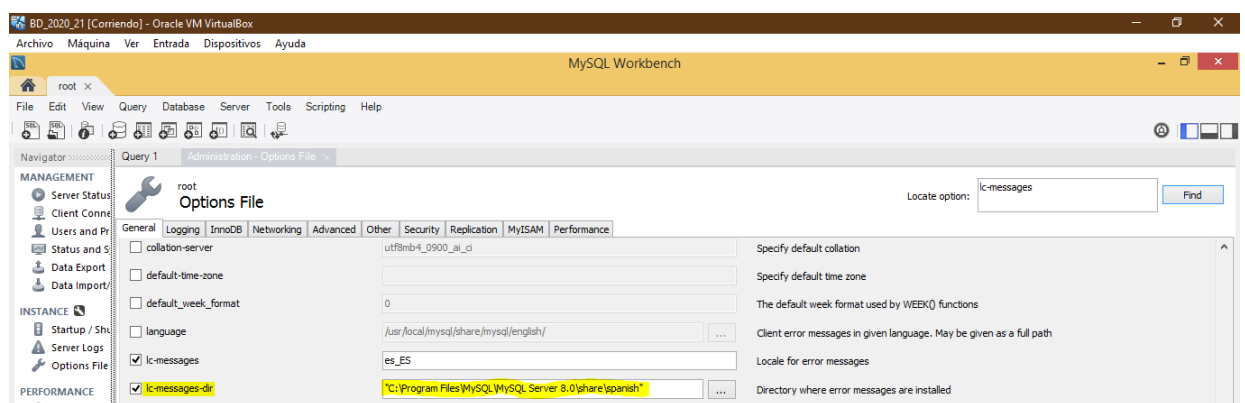 BD_2020_21 [Corriendo] - Oracle VM VirtualBox
Archivo Máquina Ver Entrada Dispositivos Ayuda
MySQL Workbench
root
File Edit View Query Database Server Tools Scripting Help
Navigator Query 1 Administration - Options File
MANAGEMENT
Server Status
Client Conne
Users and Pr
Status and S
Data Export
Data Import/
INSTANCE
Startup / Shu
Server Logs
Options File
PERFORMANCE
root
Options File
Locate option: lc-messages Find
General Logging InnoDB Networking Advanced Other Security Replication MyISAM Performance
collation-server utf8mb4_0900_ai_ci Specify default collation
default-time-zone Specify default time zone
default_week_format 0 The default week format used by WEEK() functions
language /usr/local/mysql/share/mysql/english/ ... Client error messages in given language. May be given as a full path
lc-messages es_ES Locale for error messages
lc-messages-dir "C:\Program Files\MySQL\MySQL Server 8.0\share\spanish" ... Directory where error messages are installed